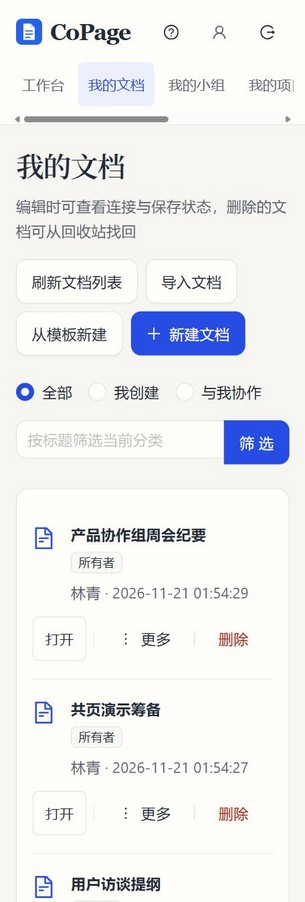 CoPage
工作台 我的文档 我的小组 我的项
我的文档
编辑时可查看连接与保存状态，删除的文
档可从回收站找回
刷新文档列表 导入文档
从模板新建 + 新建文档
全部 我创建 与我协作
按标题筛选当前分类 筛 选
产品协作组周会纪要
所有者
林青 · 2026-11-21 01:54:29
打开 ⋮ 更多 删除
共页演示筹备
所有者
林青 · 2026-11-21 01:54:27
打开 ⋮ 更多 删除
用户访谈提纲